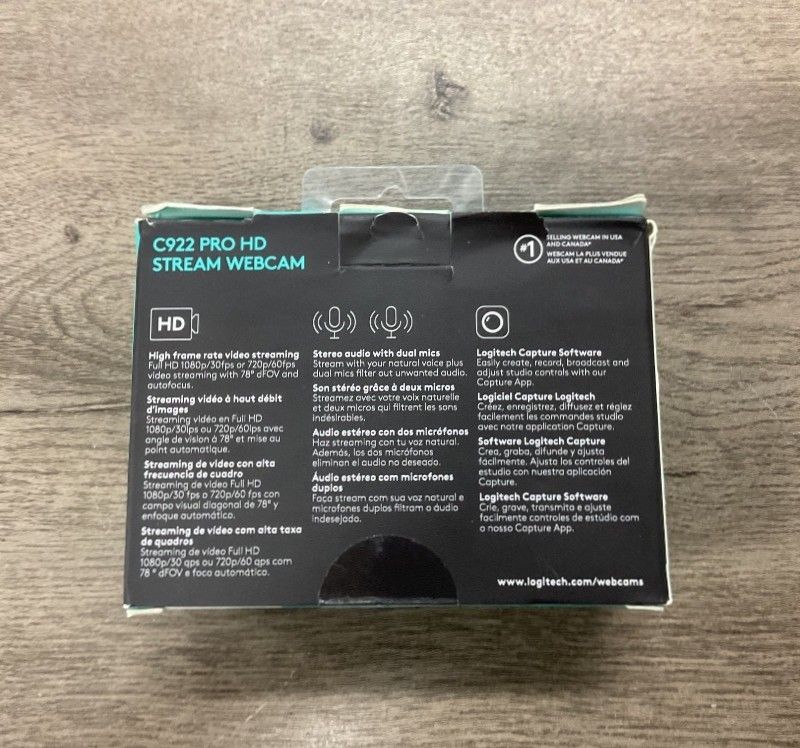 C922 PRO HD
STREAM WEBCAM
#1
SELLING WEBCAM IN USA
AND CANADA*
WEBCAM LA PLUS VENDUE
AUX USA ET AU CANADA*
HD
High frame rate video streaming
Full HD 1080p/30fps or 720p/60fps
video streaming with 78° dFOV and
autofocus.
Streaming vidéo à haut débit
d'images
Streaming vidéo en Full HD
1080p/30ips ou 720p/60ips avec
angle de vision à 78° et mise au
point automatique.
Streaming de video con alta
frecuencia de cuadro
Streaming de video Full HD
1080p/30 fps o 720p/60 fps con
campo visual diagonal de 78° y
enfoque automático.
Streaming de vídeo com alta taxa
de quadros
Streaming de vídeo Full HD
1080p/30 qps ou 720p/60 qps com
78 ° dFOV e foco automático.
Stereo audio with dual mics
Stream with your natural voice plus
dual mics filter out unwanted audio.
Son stéréo grâce à deux micros
Streamez avec votre voix naturelle
et deux micros qui filtrent les sons
indésirables.
Audio estéreo con dos micrófonos
Haz streaming con tu voz natural.
Además, los dos micrófonos
eliminan el audio no deseado.
Áudio estéreo com microfones
duplos
Faça stream com sua voz natural e
microfones duplos filtram o áudio
indesejado.
Logitech Capture Software
Easily create, record, broadcast and
adjust studio controls with our
Capture App.
Logiciel Capture Logitech
Créez, enregistrez, diffusez et réglez
facilement les commandes studio
avec notre application Capture.
Software Logitech Capture
Crea, graba, difunde y ajusta
fácilmente. Ajusta los controles del
estudio con nuestra aplicación
Capture.
Logitech Capture Software
Crie, grave, transmita e ajuste
facilmente controles de estúdio com
o nosso Capture App.
www.logitech.com/webcams